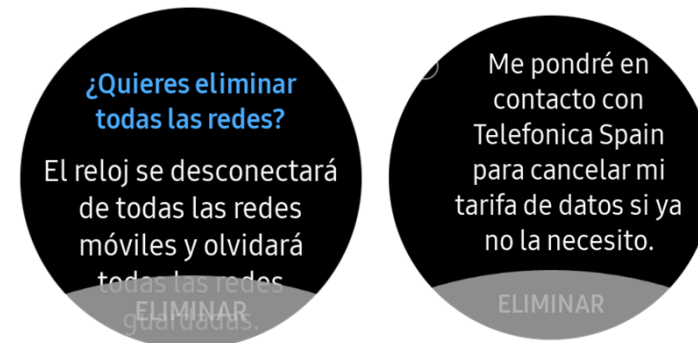 ¿Quieres eliminar
todas las redes?
El reloj se desconectará
de todas las redes
móviles y olvidará
todas las redes
guardadas.
ELIMINAR
Me pondré en
contacto con
Telefonica Spain
para cancelar mi
tarifa de datos si ya
no la necesito.
ELIMINAR